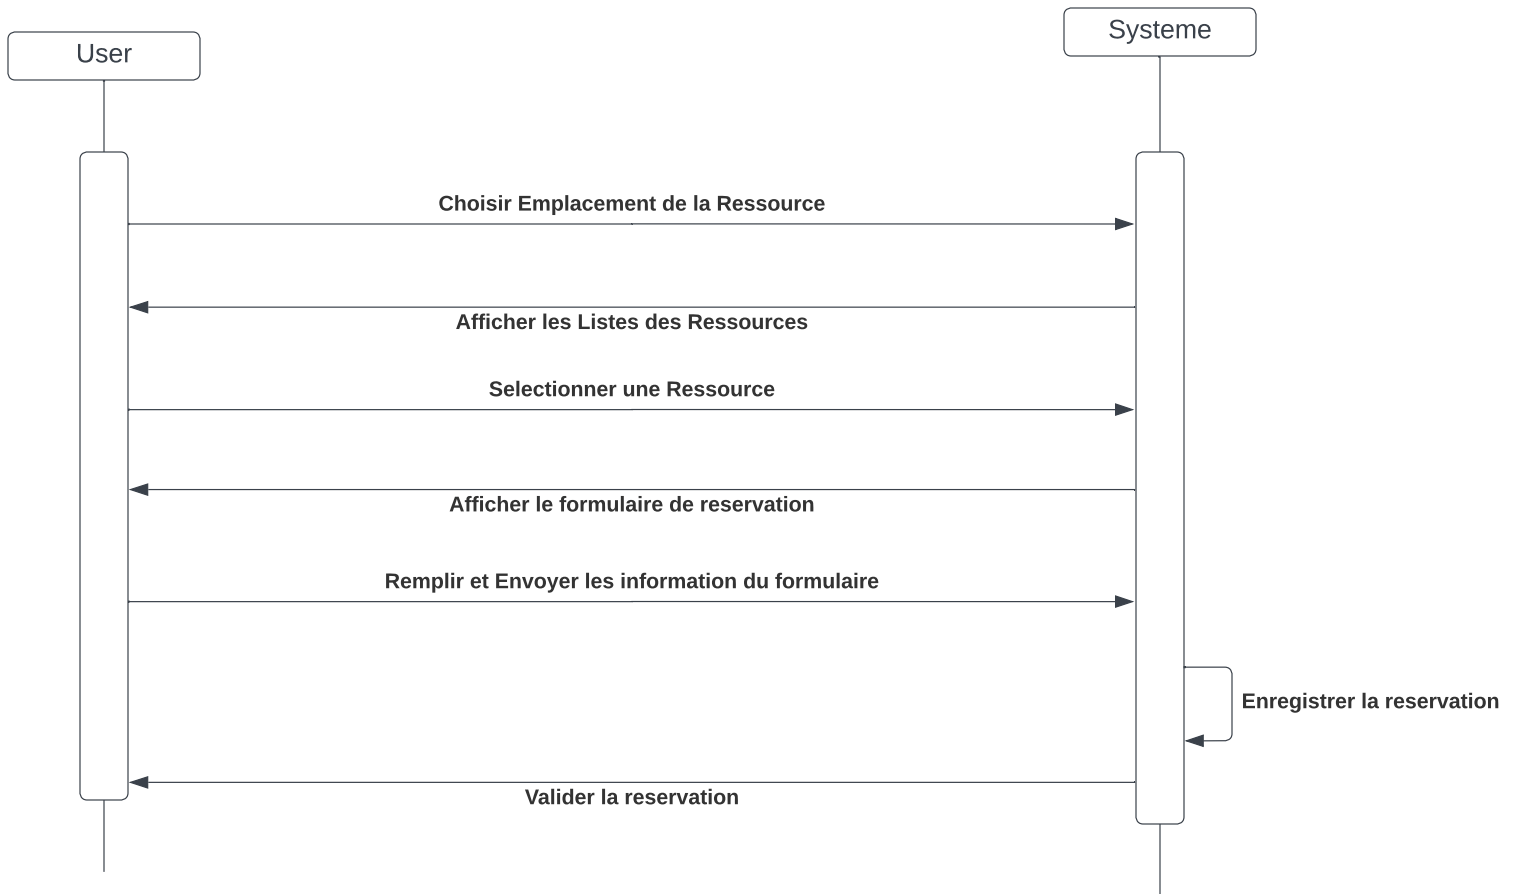 User
Systeme
Choisir Emplacement de la Ressource
Afficher les Listes des Ressources
Selectionner une Ressource
Afficher le formulaire de reservation
Remplir et Envoyer les information du formulaire
Enregistrer la reservation
Valider la reservation